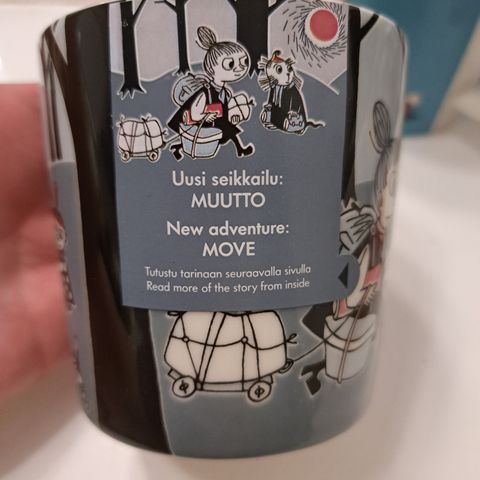 Uusi seikkailu:
MUUTTO
New adventure:
MOVE
Tutustu tarinaan seuraavalla sivulla
Read more of the story from inside